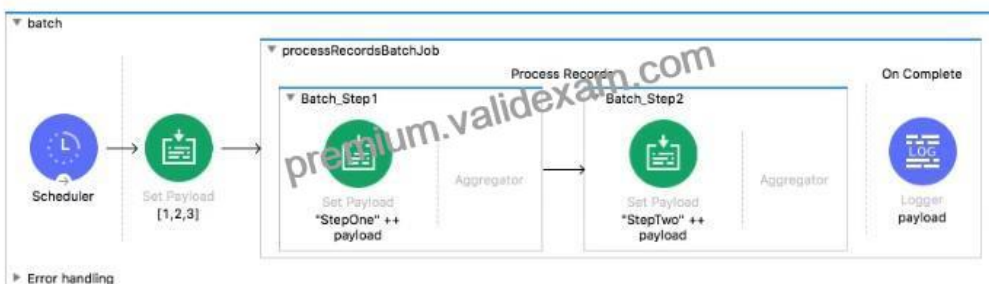 batch
processRecordsBatchJob
Process Records
On Complete
Batch_Step1
Batch_Step2
Scheduler
Set Payload
[1,2,3]
Set Payload
"StepOne" ++
payload
Aggregator
Set Payload
"StepTwo" ++
payload
Aggregator
LOG
Logger
payload
Error handling
premium.validexam.com